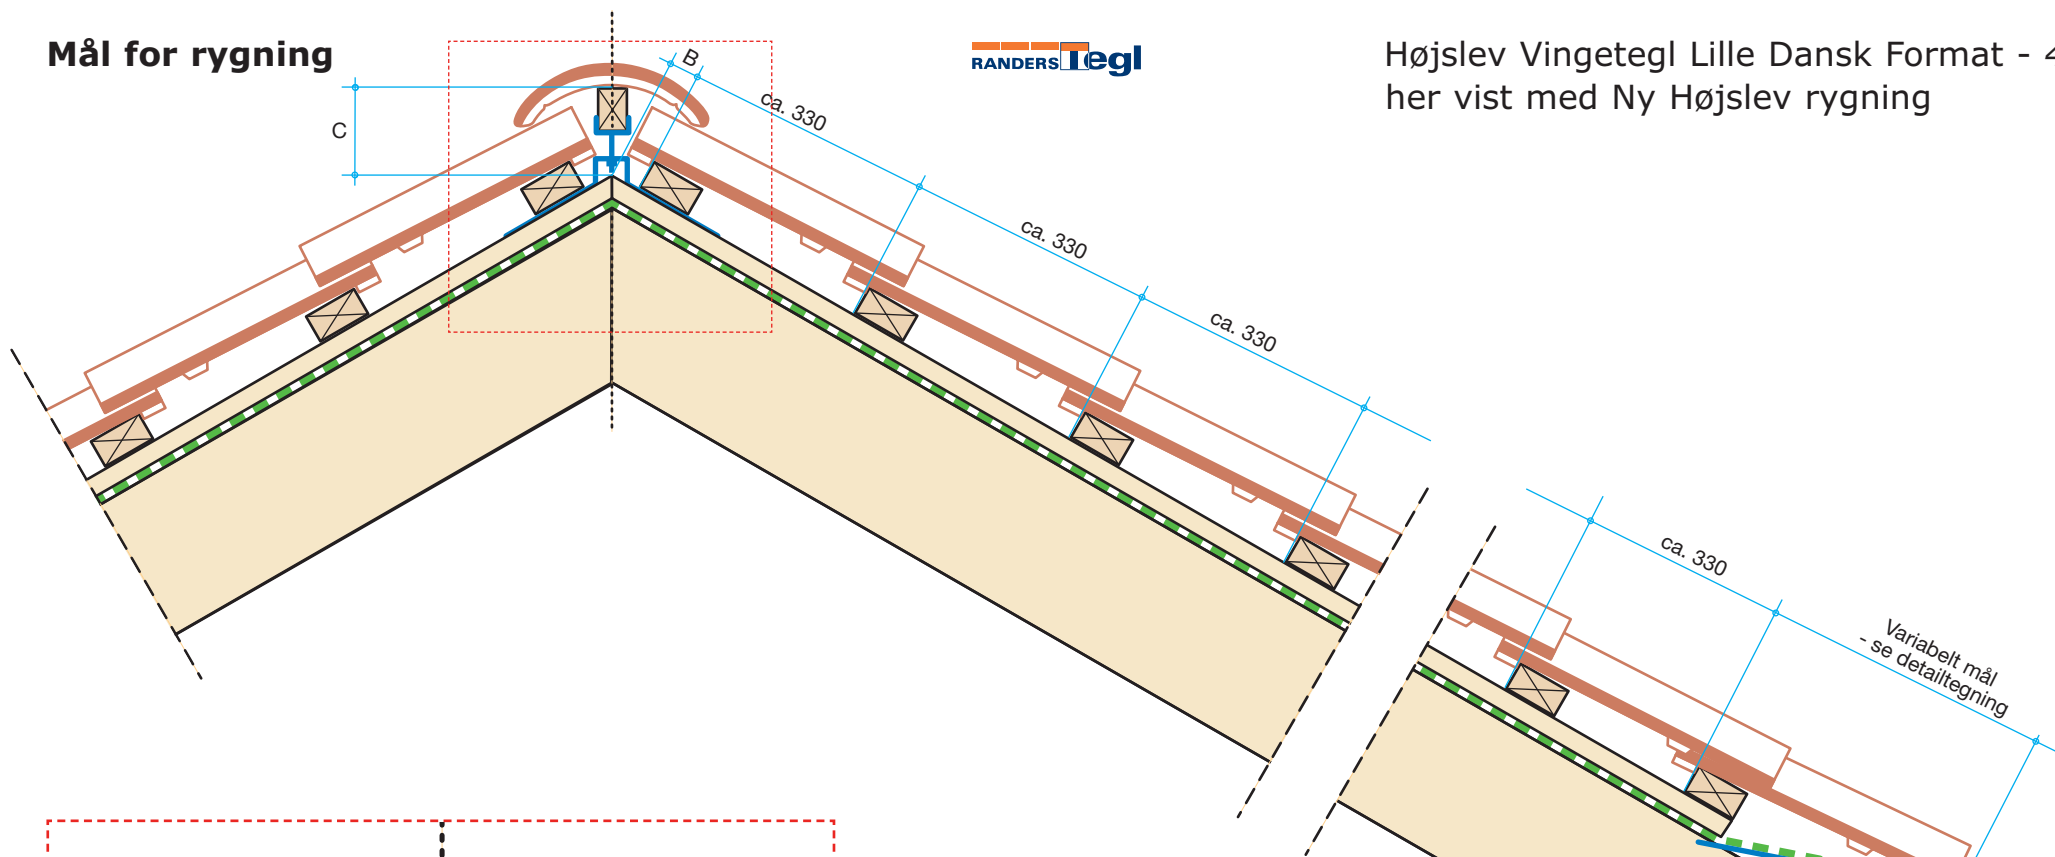 Mål for rygning
RANDERS Tegl
Højslev Vingetegl Lille Dansk Format - 4
her vist med Ny Højslev rygning
B
C
ca. 330
ca. 330
ca. 330
ca. 330
Variabelt mål
- se detailtegning